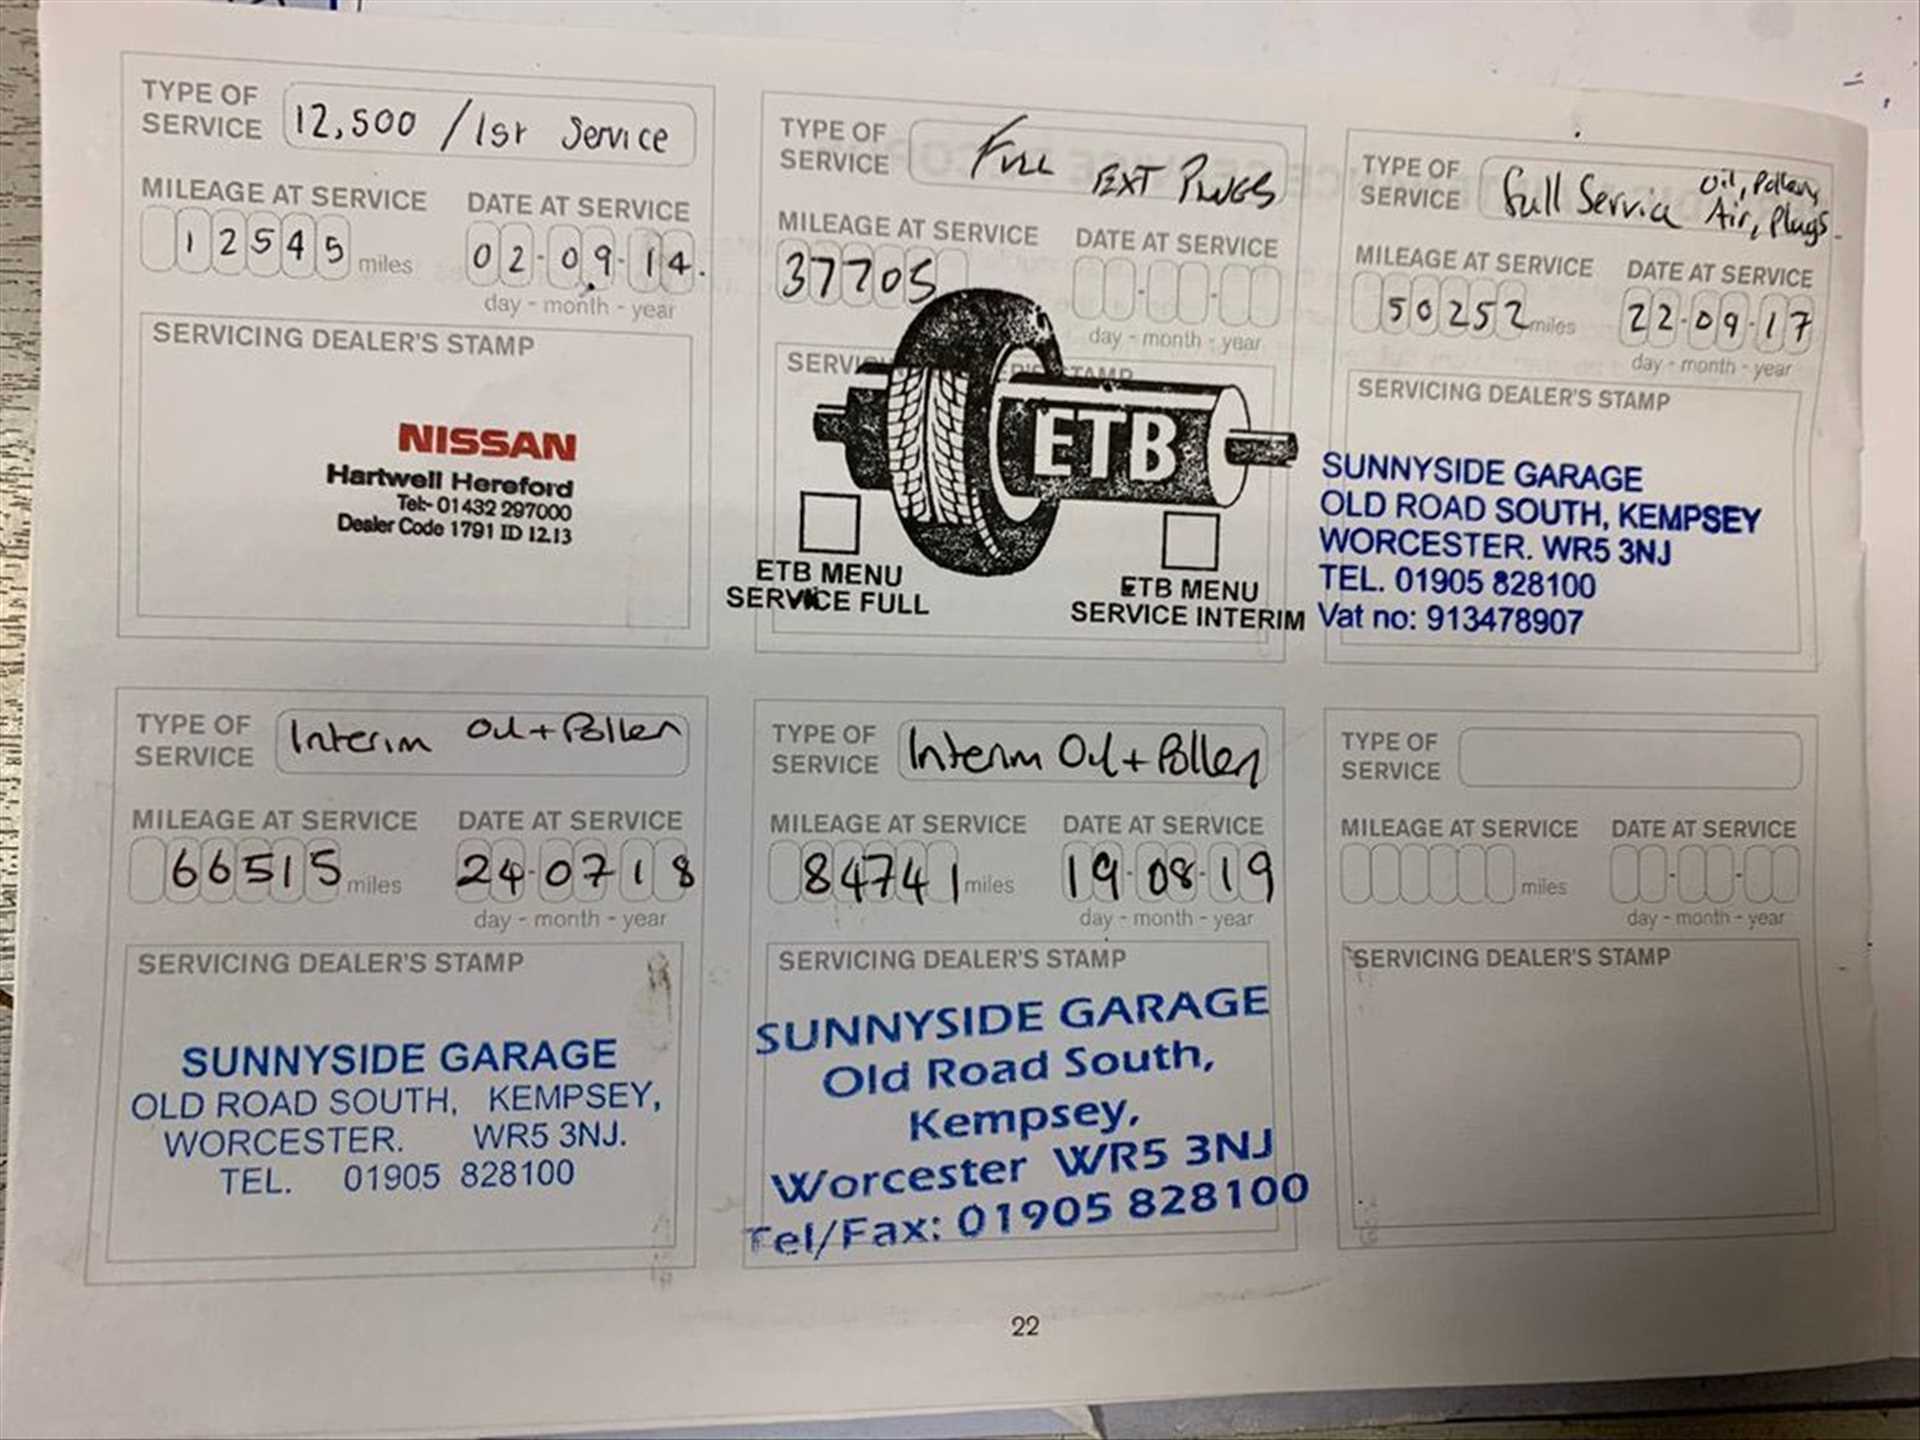 TYPE OF
SERVICE
12,500 / 1st Service
MILEAGE AT SERVICE
12545 miles
DATE AT SERVICE
02-09-14.
day - month - year
SERVICING DEALER'S STAMP
NISSAN
Hartwell Hereford
Tel:- 01432 297000
Dealer Code 1791 ID 12.13
TYPE OF
SERVICE
FULL EXT PLUGS
MILEAGE AT SERVICE
37705
DATE AT SERVICE
day - month - year
ETB
ETB MENU
SERVICE FULL
ETB MENU
SERVICE INTERIM
TYPE OF
SERVICE
full Service Oil, Pollen,
Air, Plugs.
MILEAGE AT SERVICE
50252 miles
DATE AT SERVICE
22-09-17
day - month - year
SERVICING DEALER'S STAMP
SUNNYSIDE GARAGE
OLD ROAD SOUTH, KEMPSEY
WORCESTER. WR5 3NJ
TEL. 01905 828100
Vat no: 913478907
TYPE OF
SERVICE
Interim Oil + Pollen
MILEAGE AT SERVICE
66515 miles
DATE AT SERVICE
24-07-18
day - month - year
SERVICING DEALER'S STAMP
SUNNYSIDE GARAGE
OLD ROAD SOUTH, KEMPSEY,
WORCESTER. WR5 3NJ.
TEL. 01905 828100
TYPE OF
SERVICE
Interim Oil + Pollen
MILEAGE AT SERVICE
84741 miles
DATE AT SERVICE
19-08-19
day - month - year
SERVICING DEALER'S STAMP
SUNNYSIDE GARAGE
Old Road South,
Kempsey,
Worcester WR5 3NJ
Tel/Fax: 01905 828100
TYPE OF
SERVICE
MILEAGE AT SERVICE
miles
DATE AT SERVICE
day - month - year
SERVICING DEALER'S STAMP
22